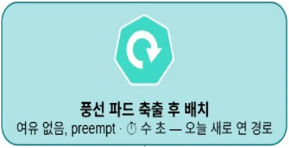 풍선 파드 축출 후 배치
여유 없음, preempt · ⏱ 수 초 — 오늘 새로 연 경로